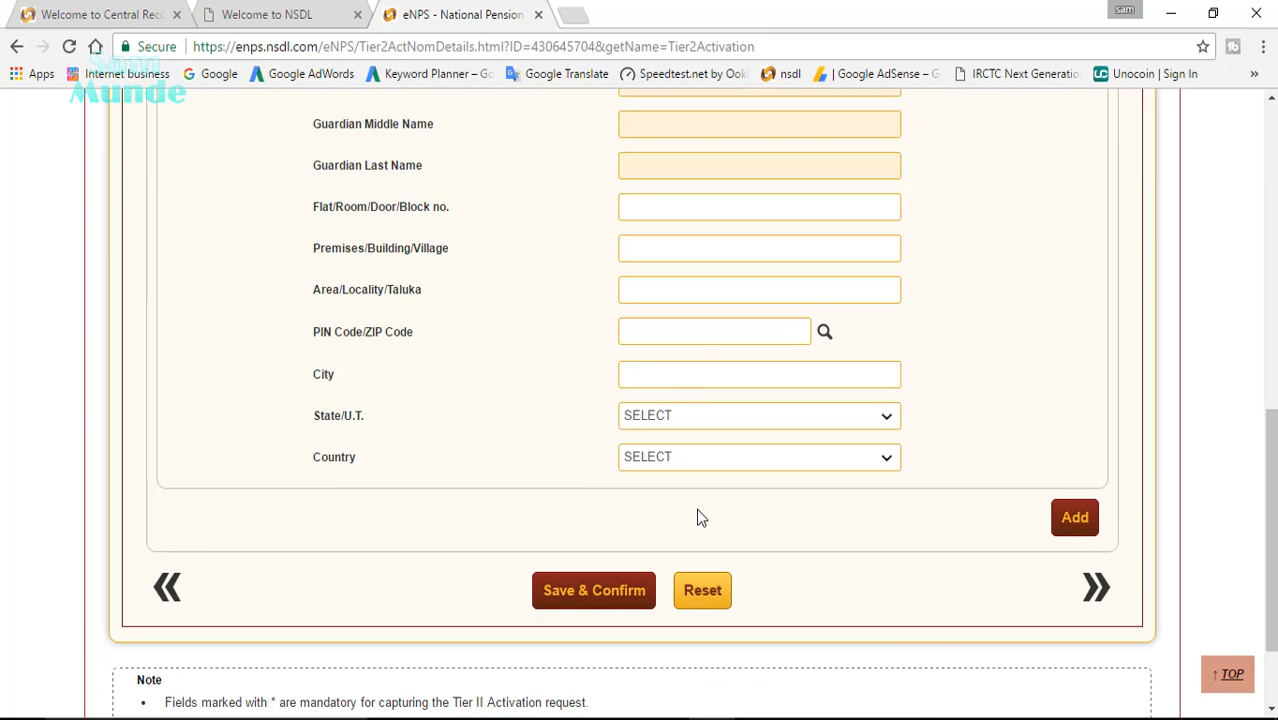 sam
Welcome to Central Reco
Welcome to NSDL
eNPS - National Pension
Secure
https://enps.nsdl.com/eNPS/Tier2ActNomDetails.html?ID=430645704&getName=Tier2Activation
Apps
Internet business
Google
Google AdWords
Keyword Planner – Go
Google Translate
Speedtest.net by Ookl
ndl
| Google AdSense – G
IRCTC Next Generatio
Unocoin | Sign In
Munde
Guardian Middle Name
Guardian Last Name
Flat/Room/Door/Block no.
Premises/Building/Village
Area/Locality/Taluka
PIN Code/ZIP Code
City
State/U.T.
SELECT
Country
SELECT
Add
Save & Confirm
Reset
↑ TOP
Note
• Fields marked with * are mandatory for capturing the Tier II Activation request.